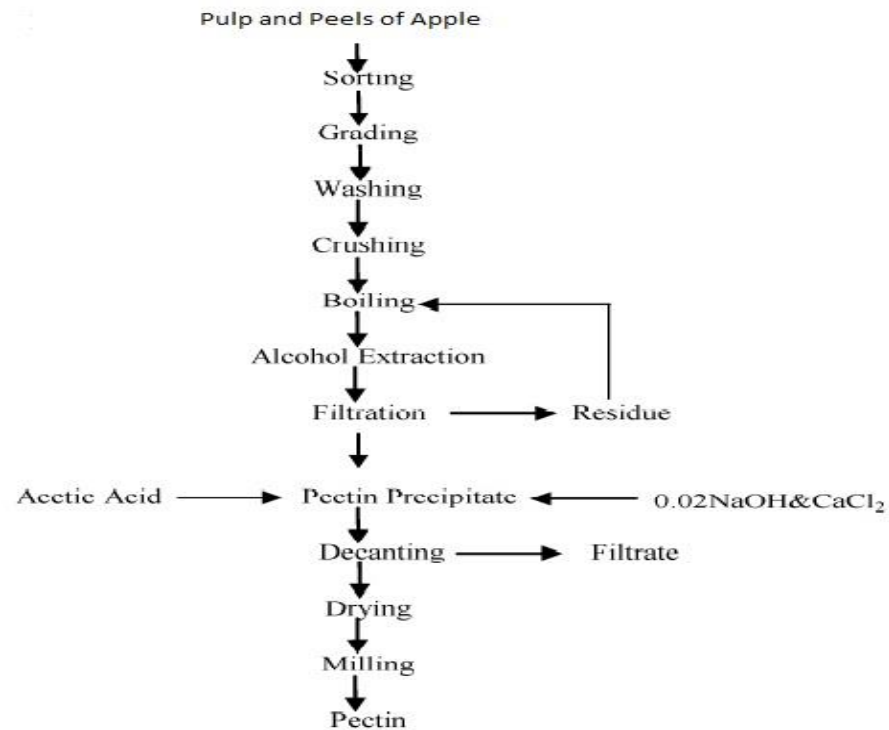 Pulp and Peels of Apple
Sorting
Grading
Washing
Crushing
Boiling
Alcohol Extraction
Filtration Residue
Acetic Acid Pectin Precipitate 0.02NaOH&CaCl₂
Decanting Filtrate
Drying
Milling
Pectin